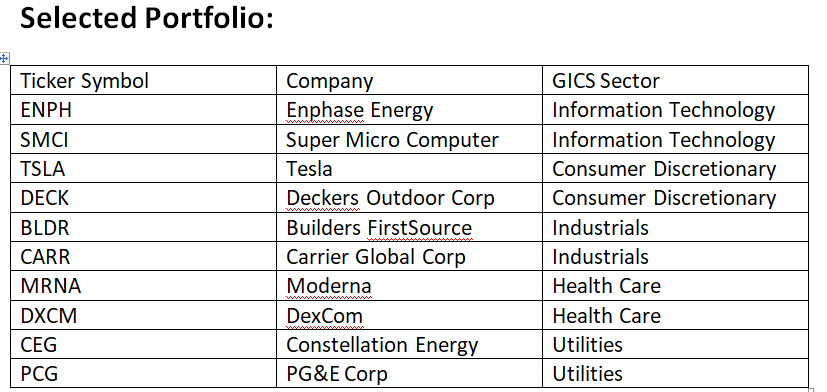 Selected Portfolio:
Ticker Symbol Company GICS Sector
ENPH Enphase Energy Information Technology
SMCI Super Micro Computer Information Technology
TSLA Tesla Consumer Discretionary
DECK Deckers Outdoor Corp Consumer Discretionary
BLDR Builders FirstSource Industrials
CARR Carrier Global Corp Industrials
MRNA Moderna Health Care
DXCM DexCom Health Care
CEG Constellation Energy Utilities
PCG PG&E Corp Utilities